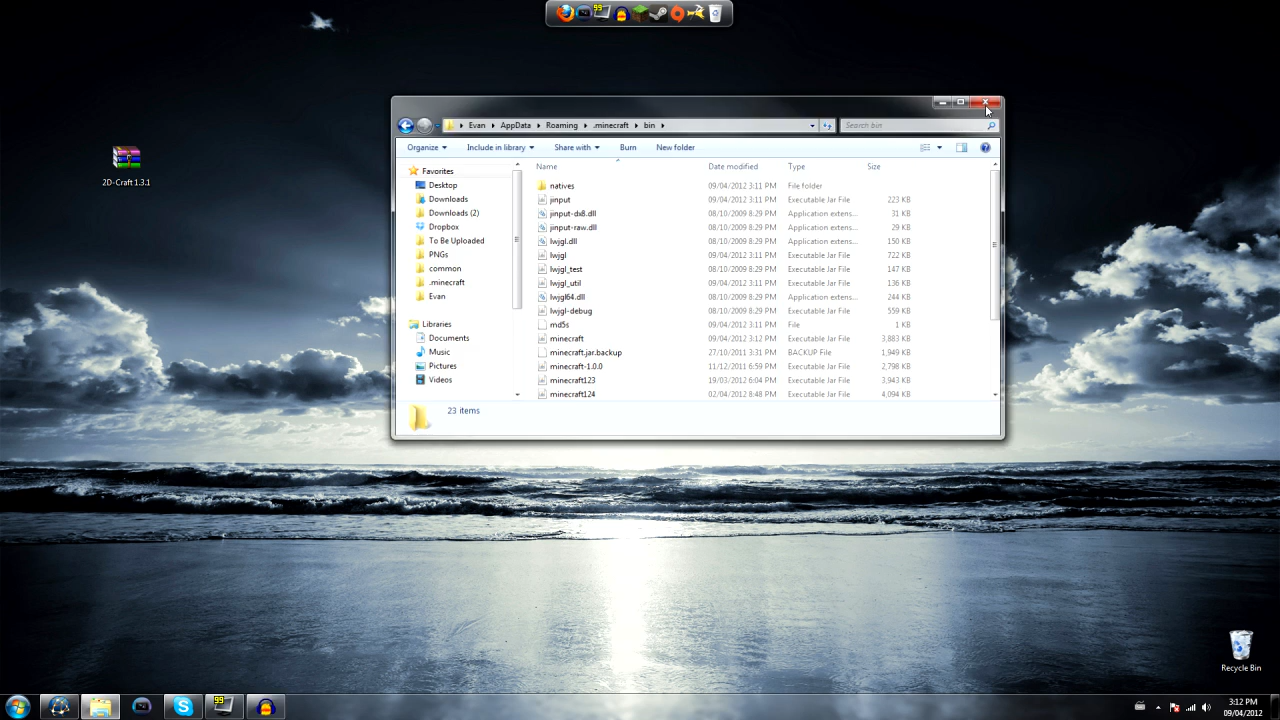 99
2D-Craft 1.3.1
Evan AppData Roaming .minecraft bin
Search bin
Organize Include in library Share with Burn New folder
Favorites
Desktop
Downloads
Downloads (2)
Dropbox
To Be Uploaded
PNGs
common
.minecraft
Evan
Libraries
Documents
Music
Pictures
Videos
Name Date modified Type Size
natives 09/04/2012 3:11 PM File folder
jinput 09/04/2012 3:11 PM Executable Jar File 223 KB
jinput-dx8.dll 08/10/2009 8:29 PM Application extens... 31 KB
jinput-raw.dll 08/10/2009 8:29 PM Application extens... 29 KB
lwjgl.dll 08/10/2009 8:29 PM Application extens... 150 KB
lwjgl 09/04/2012 3:11 PM Executable Jar File 722 KB
lwjgl_test 08/10/2009 8:29 PM Executable Jar File 147 KB
lwjgl_util 09/04/2012 3:11 PM Executable Jar File 136 KB
lwjgl64.dll 08/10/2009 8:29 PM Application extens... 244 KB
lwjgl-debug 08/10/2009 8:29 PM Executable Jar File 559 KB
md5s 09/04/2012 3:11 PM File 1 KB
minecraft 09/04/2012 3:12 PM Executable Jar File 3,883 KB
minecraft.jar.backup 27/10/2011 3:31 PM BACKUP File 1,949 KB
minecraft-1.0.0 11/12/2011 6:59 PM Executable Jar File 2,798 KB
minecraft123 19/03/2012 6:04 PM Executable Jar File 3,943 KB
minecraft124 02/04/2012 8:48 PM Executable Jar File 4,094 KB
23 items
Recycle Bin
99
3:12 PM
09/04/2012